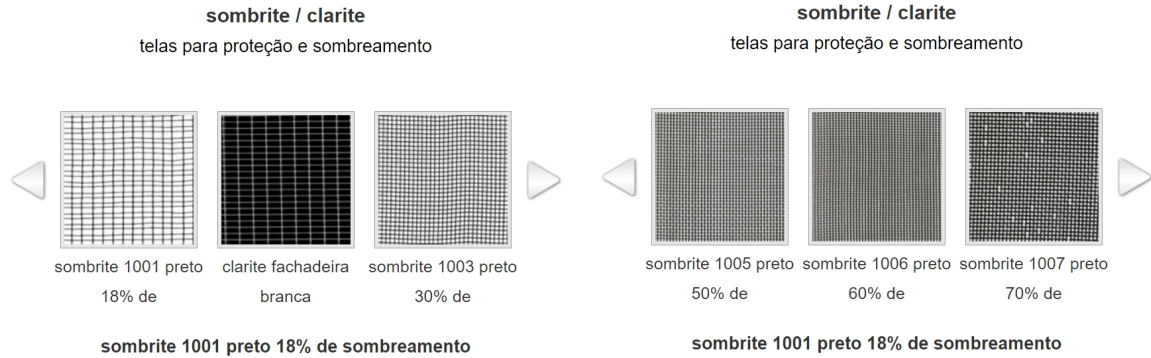 sombrite / clarite
telas para proteção e sombreamento
sombrite 1001 preto
18% de
clarite fachadeira
branca
sombrite 1003 preto
30% de
sombrite 1001 preto 18% de sombreamento
sombrite / clarite
telas para proteção e sombreamento
sombrite 1005 preto
50% de
sombrite 1006 preto
60% de
sombrite 1007 preto
70% de
sombrite 1001 preto 18% de sombreamento